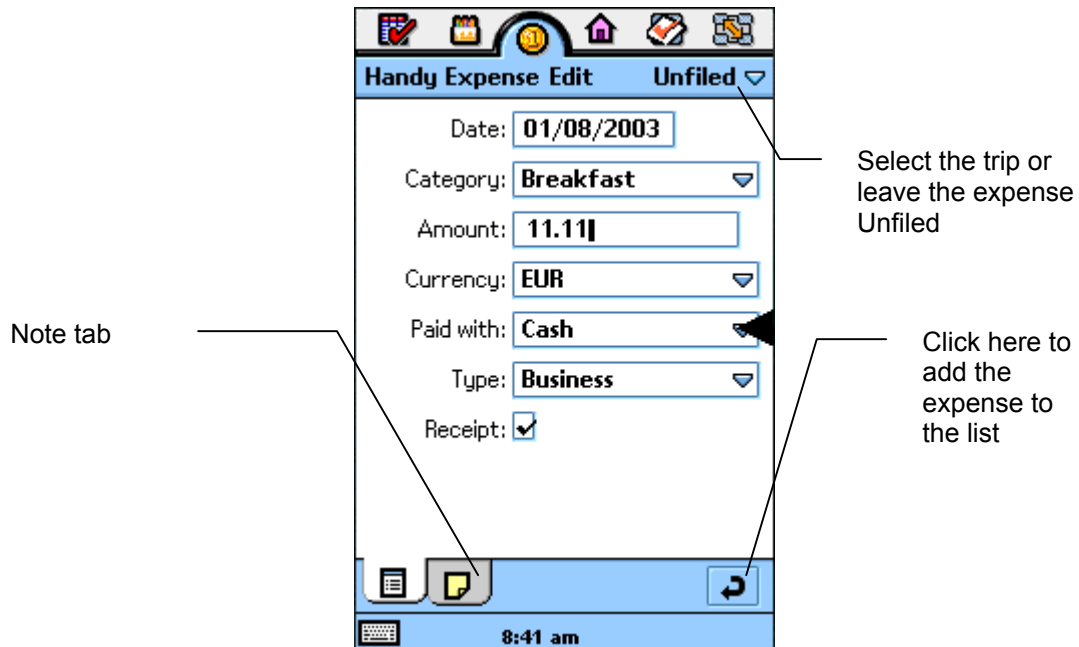 Handy Expense Edit Unfiled
Date: 01/08/2003
Category: Breakfast
Amount: 11.11
Currency: EUR
Paid with: Cash
Type: Business
Receipt:
8:41 am
Select the trip or
leave the expense
Unfiled
Note tab
Click here to
add the
expense to
the list